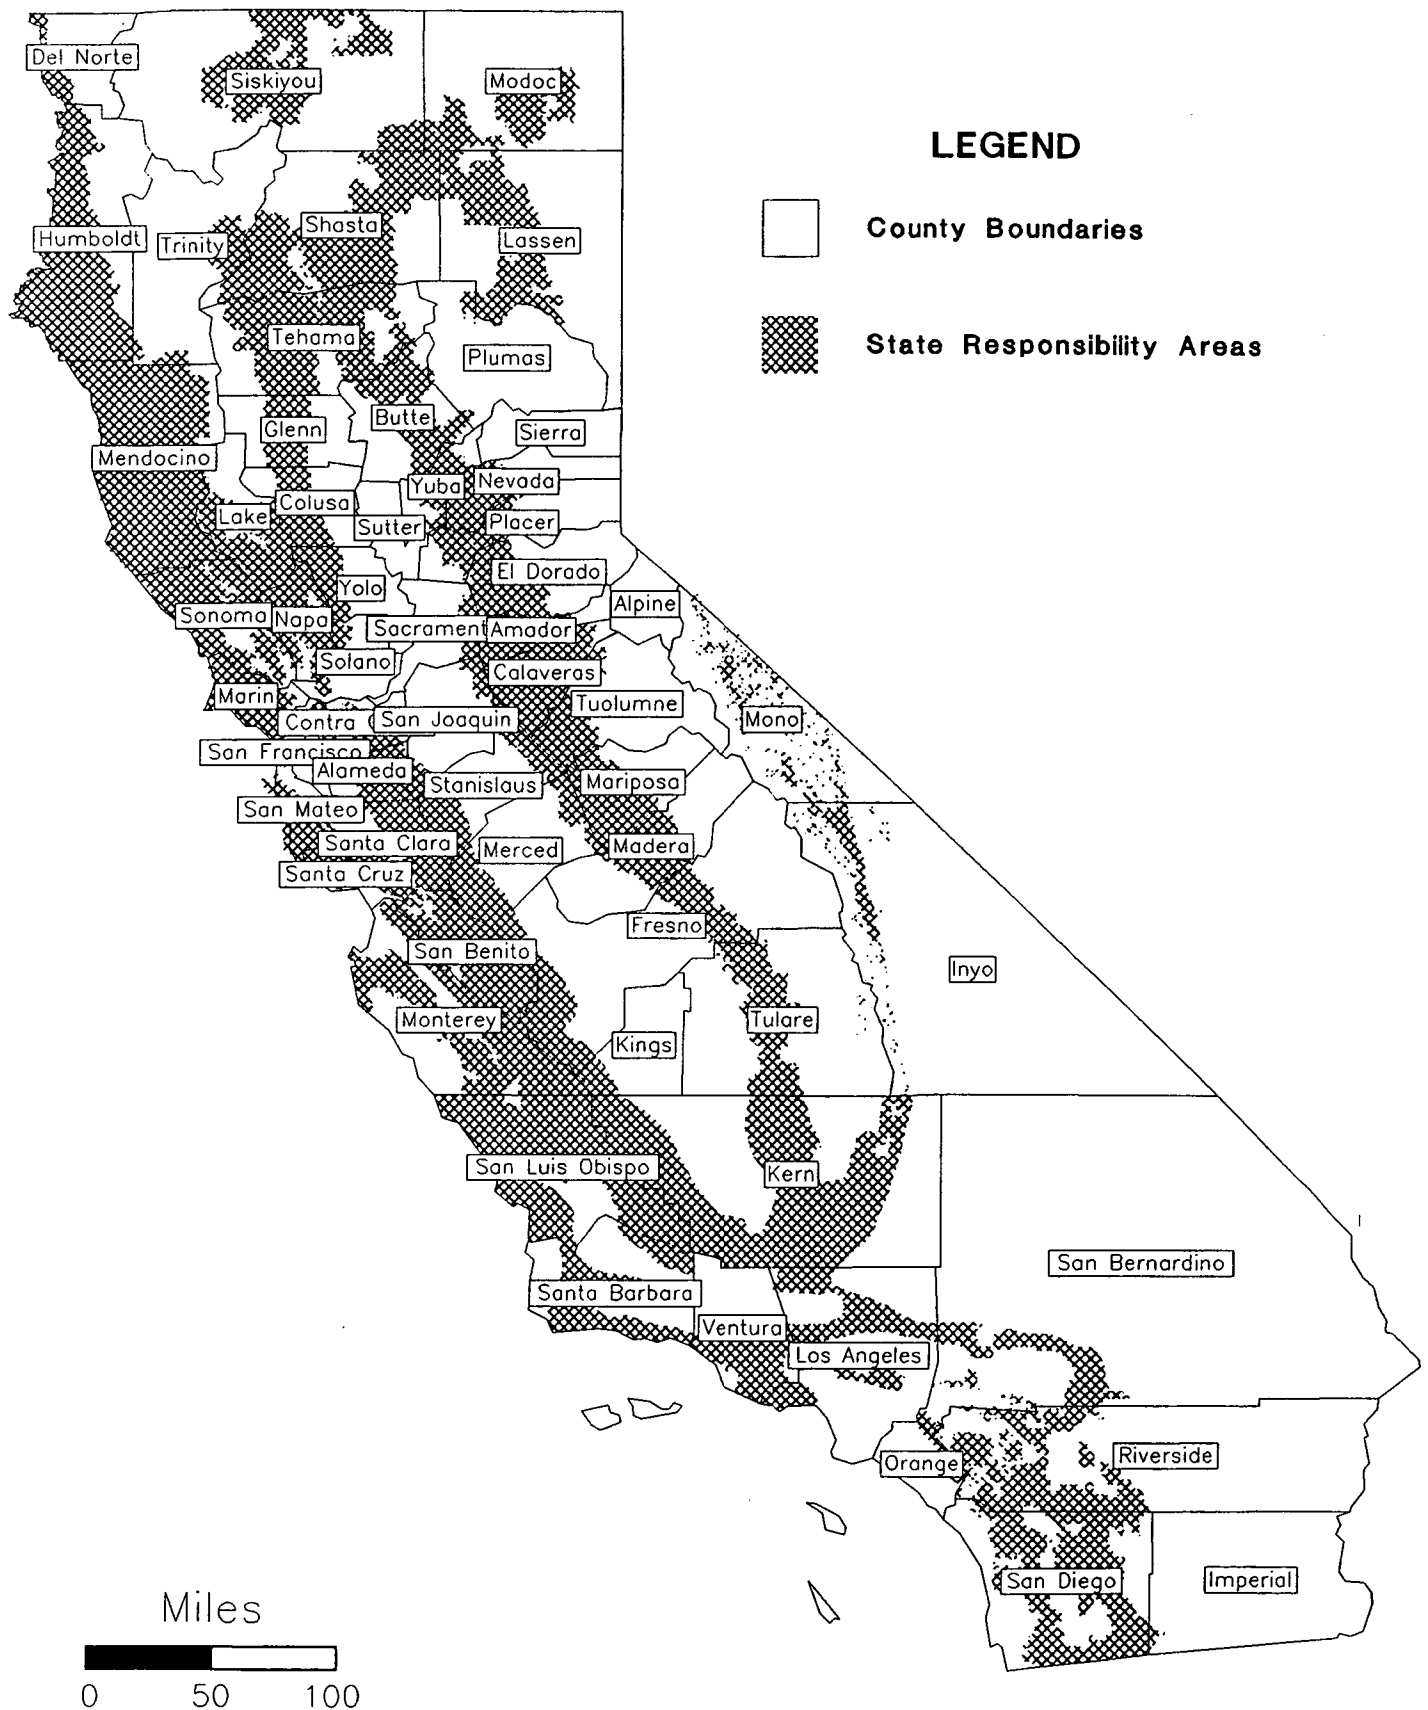 Del Norte
Siskiyou
Modoc
LEGEND
County Boundaries
State Responsibility Areas
Humboldt
Trinity
Shasta
Lassen
Tehama
Plumas
Butte
Glenn
Sierra
Mendocino
Yuba
Nevada
Colusa
Lake
Sutter
Placer
El Dorado
Yolo
Alpine
Sonoma
Napa
Sacrament
Amador
Solano
Calaveras
Marin
Tuolumne
Contra
San Joaquin
Mono
San Francisco
Alameda
Stanislaus
Mariposa
San Mateo
Santa Clara
Merced
Madera
Santa Cruz
Fresno
San Benito
Inyo
Monterey
Tulare
Kings
San Luis Obispo
Kern
San Bernardino
Santa Barbara
Ventura
Los Angeles
Orange
Riverside
San Diego
Imperial
Miles
0 50 100